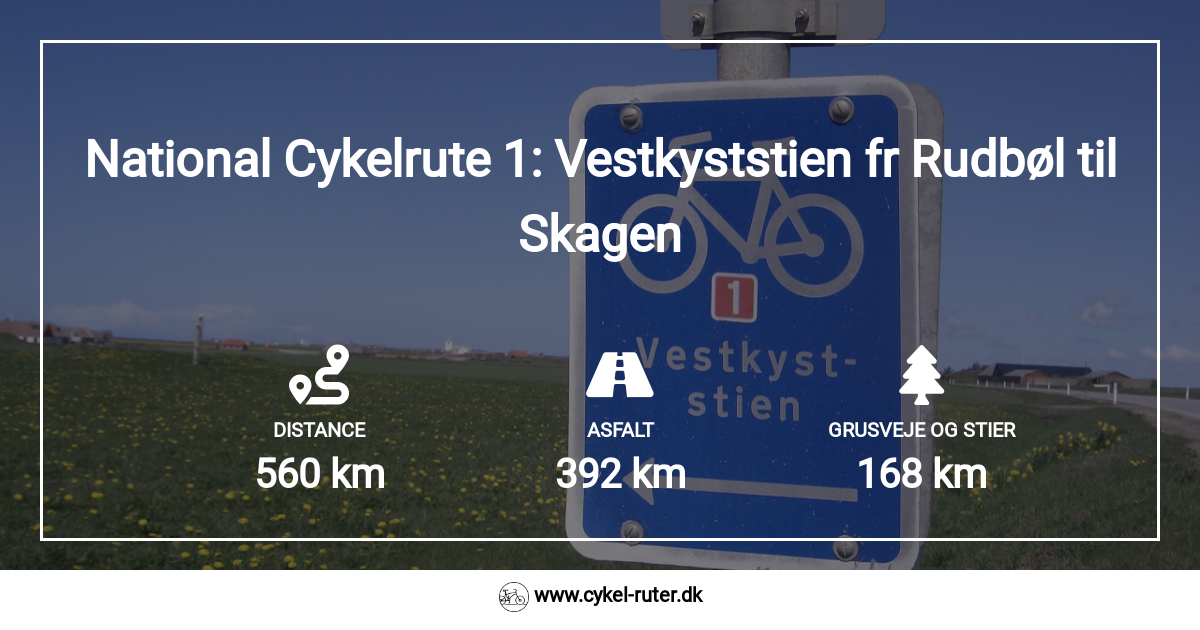 National Cykelrute 1: Vestkyststien fr Rudbøl til
Skagen
1
Vestkyst-
stien
DISTANCE
ASFALT
GRUSVEJE OG STIER
560 km
392 km
168 km
www.cykel-ruter.dk